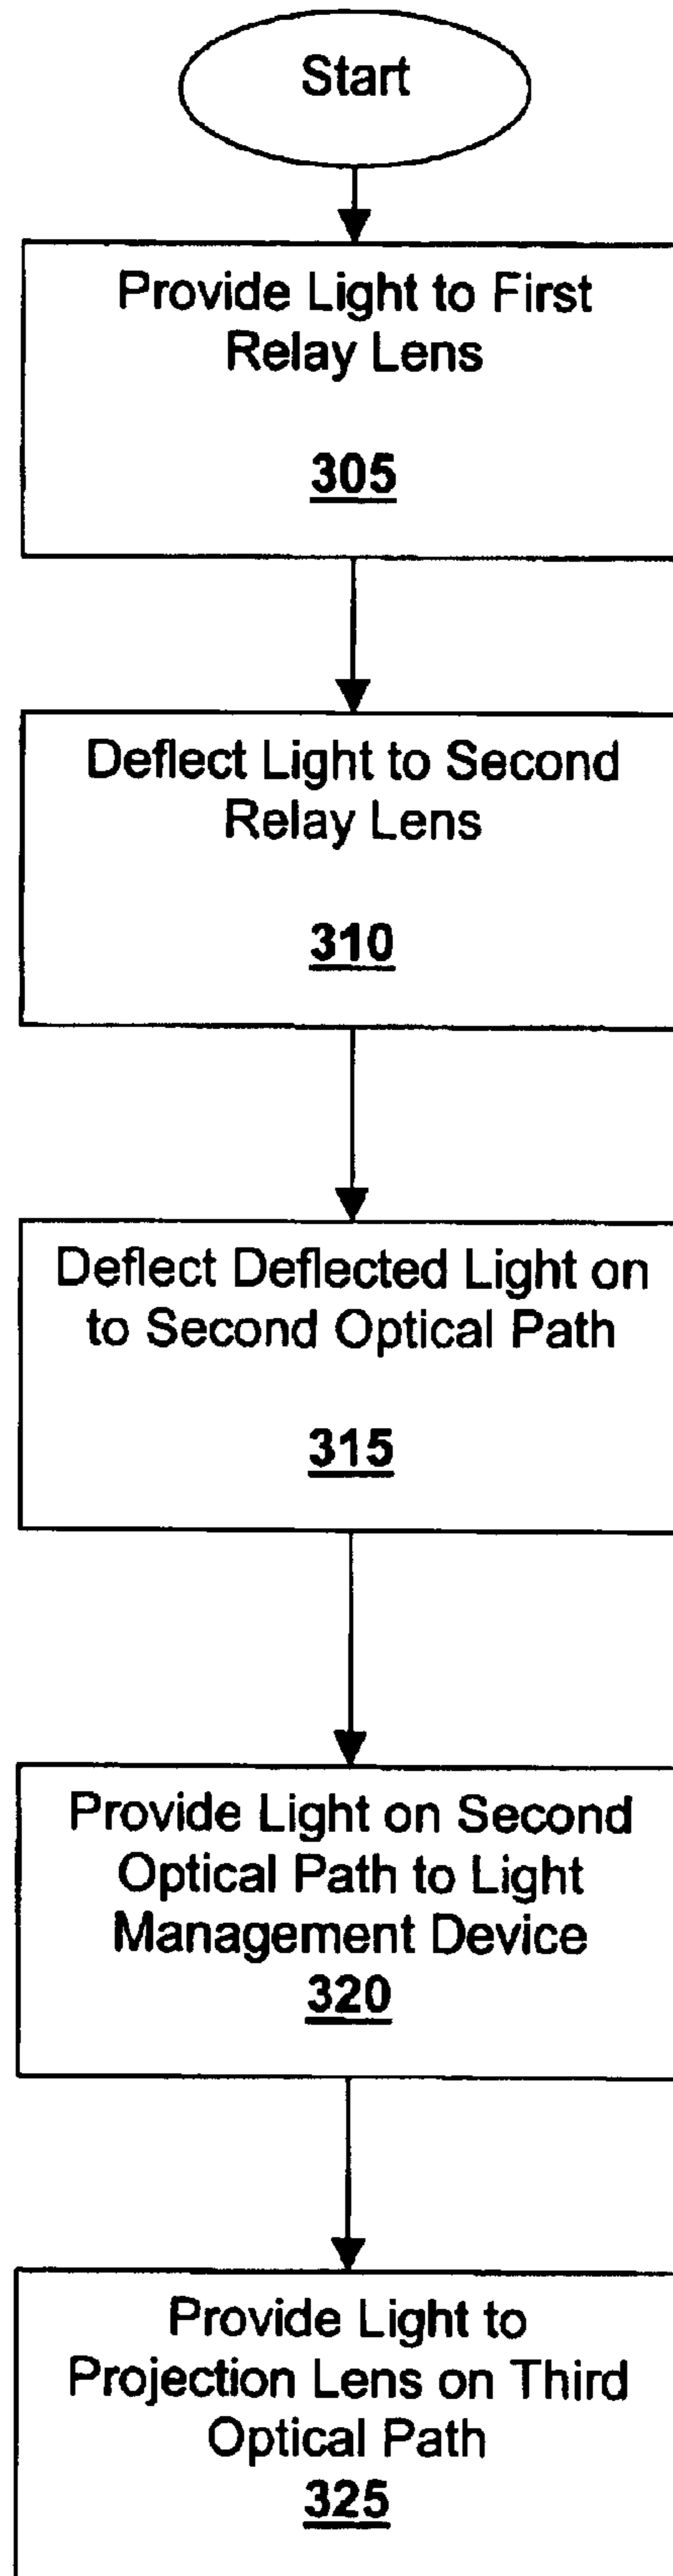 Start
Provide Light to First
Relay Lens
305
Deflect Light to Second
Relay Lens
310
Deflect Deflected Light on
to Second Optical Path
315
Provide Light on Second
Optical Path to Light
Management Device
320
Provide Light to
Projection Lens on Third
Optical Path
325